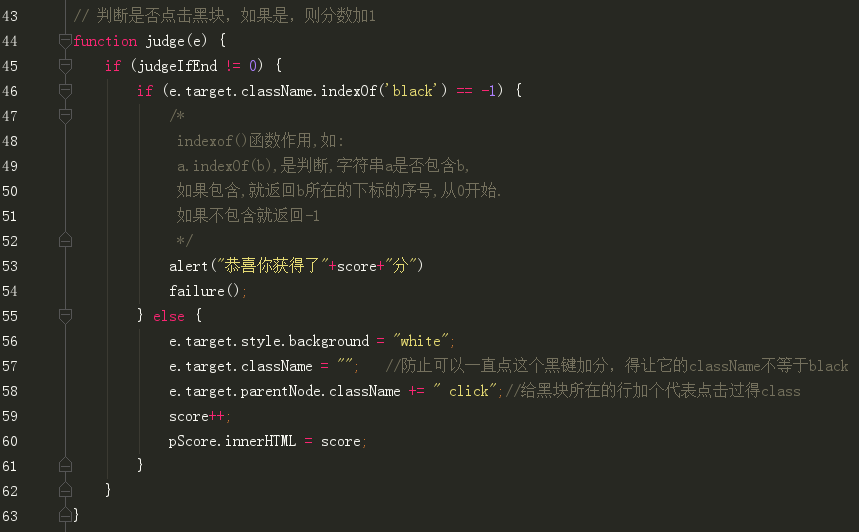 43 // 判断是否点击黑块，如果是，则分数加1
44 function judge(e) {
45 if (judgeIfEnd != 0) {
46 if (e.target.className.indexOf('black') == -1) {
47 /*
48 indexof()函数作用,如:
49 a.indexOf(b),是判断,字符串a是否包含b,
50 如果包含,就返回b所在的下标的序号,从0开始.
51 如果不包含就返回-1
52 */
53 alert("恭喜你获得了"+score+"分")
54 failure();
55 } else {
56 e.target.style.background = "white";
57 e.target.className = ""; //防止可以一直点这个黑键加分，得让它的className不等于black
58 e.target.parentNode.className += " click";//给黑块所在的行加个代表点击过得class
59 score++;
60 pScore.innerHTML = score;
61 }
62 }
63 }